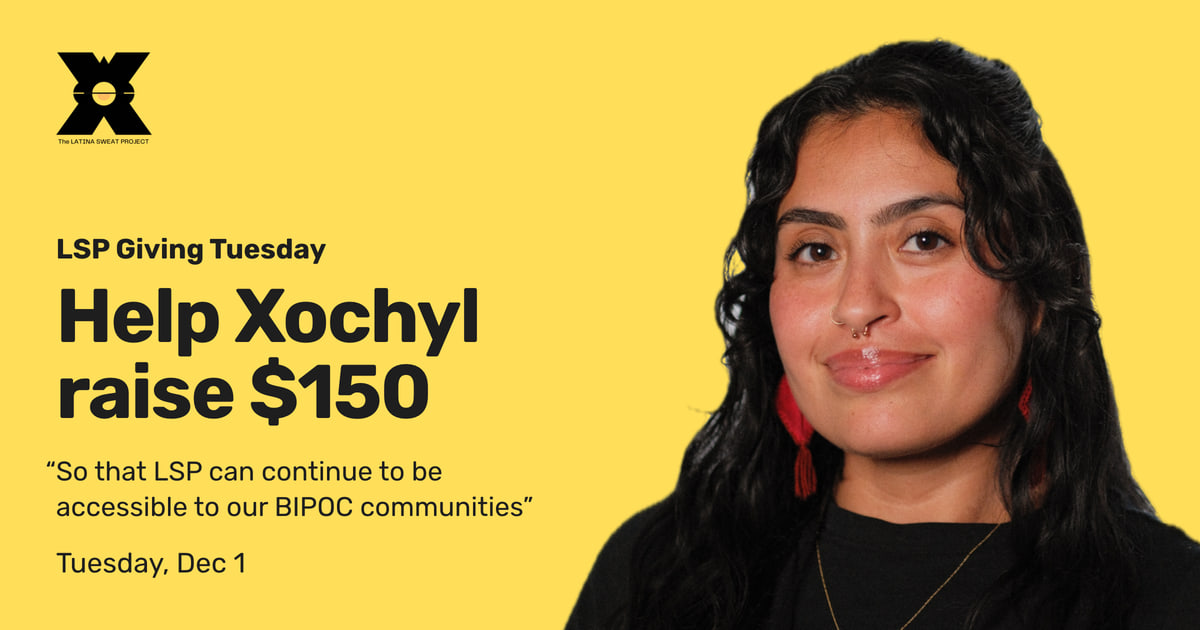 The LATINA SWEAT PROJECT
LSP Giving Tuesday
Help Xochyl
raise $150
“So that LSP can continue to be
accessible to our BIPOC communities”
Tuesday, Dec 1